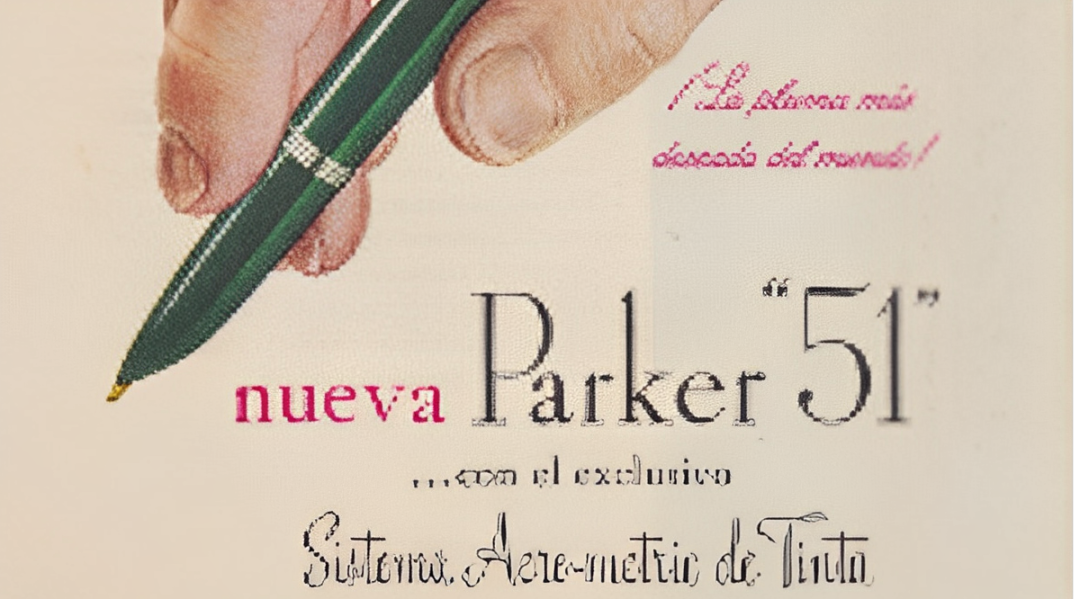 ¡La pluma más
deseada del mundo!
nueva Parker “51”
...con el exclusivo
Sistema Aero-metric de Tinta